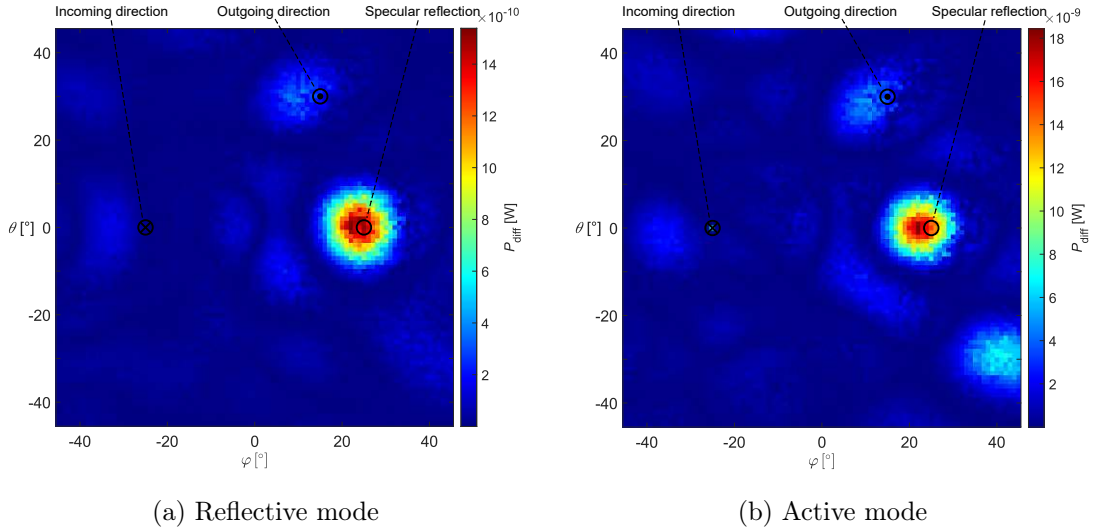 Incoming direction Outgoing direction Specular reflection ×10⁻¹⁰
40
20
θ [°] 0
-20
-40
-40 -20 0 20 40
φ [°]
14
12
10
8
6
4
2
P_diff [W]
(a) Reflective mode
Incoming direction Outgoing direction Specular reflection ×10⁻⁹
40
20
θ [°] 0
-20
-40
-40 -20 0 20 40
φ [°]
18
16
14
12
10
8
6
4
2
P_diff [W]
(b) Active mode